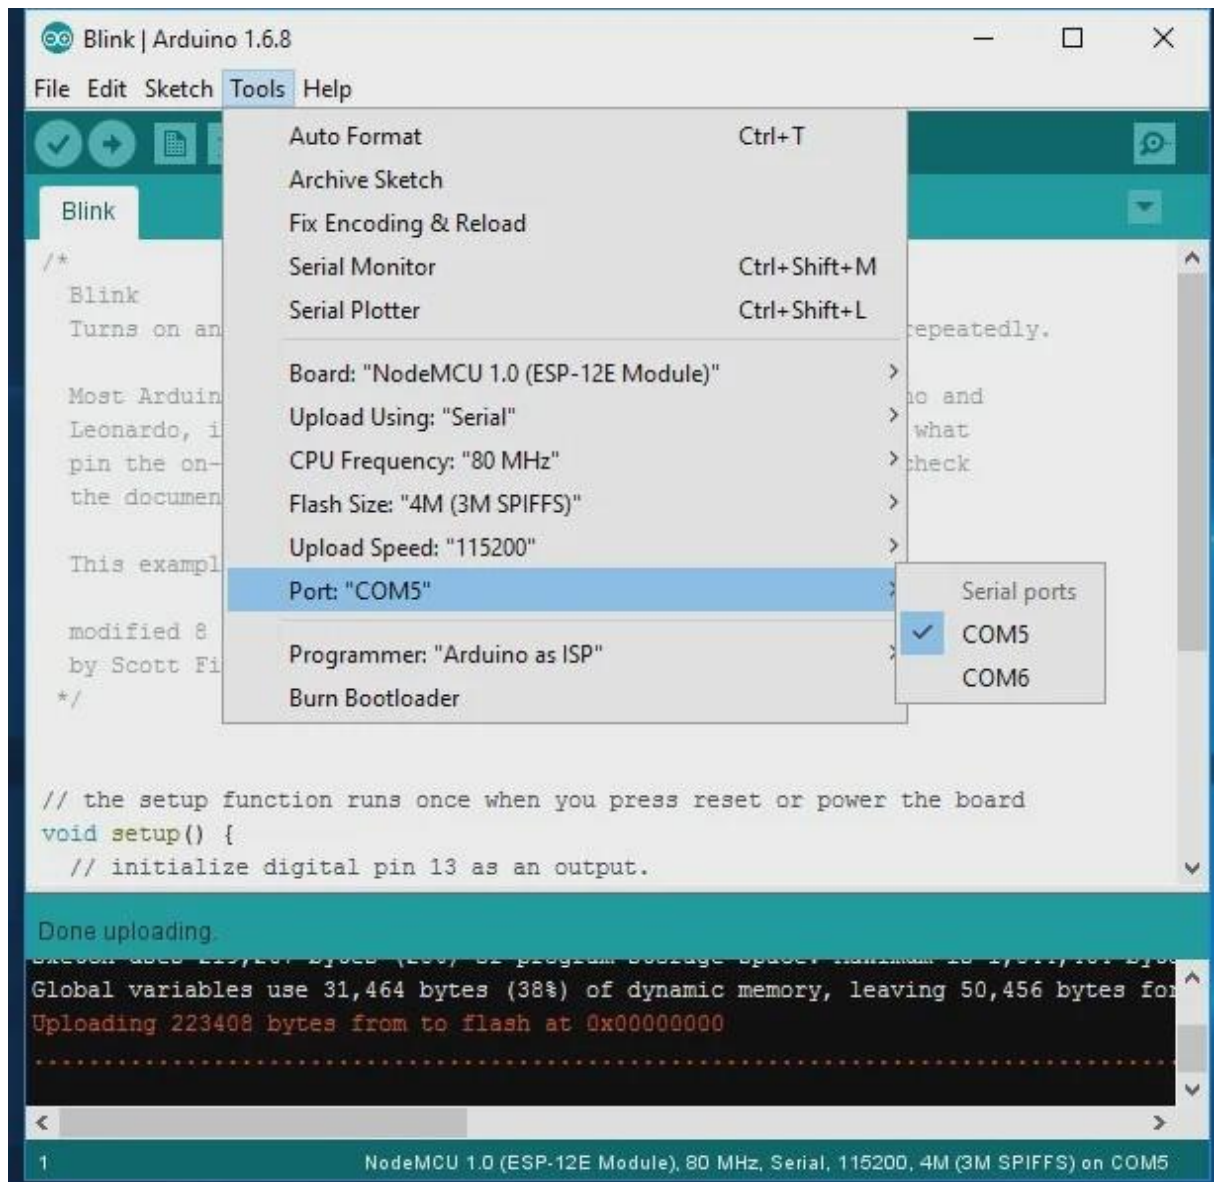 Blink | Arduino 1.6.8
File Edit Sketch Tools Help
Auto Format Ctrl+T
Archive Sketch
Fix Encoding & Reload
Serial Monitor Ctrl+Shift+M
Serial Plotter Ctrl+Shift+L
Board: "NodeMCU 1.0 (ESP-12E Module)"
Upload Using: "Serial"
CPU Frequency: "80 MHz"
Flash Size: "4M (3M SPIFFS)"
Upload Speed: "115200"
Port: "COM5"
Programmer: "Arduino as ISP"
Burn Bootloader
Serial ports
COM5
COM6
Blink
/*
Blink
Turns on an repeatedly.
Most Arduin and
Leonardo, i what
pin the on- check
the documen
This exampl
modified 8
by Scott Fi
*/
// the setup function runs once when you press reset or power the board
void setup() {
// initialize digital pin 13 as an output.
Done uploading.
Global variables use 31,464 bytes (38%) of dynamic memory, leaving 50,456 bytes for
Uploading 223408 bytes from to flash at 0x00000000
................................................................................
1 NodeMCU 1.0 (ESP-12E Module), 80 MHz, Serial, 115200, 4M (3M SPIFFS) on COM5